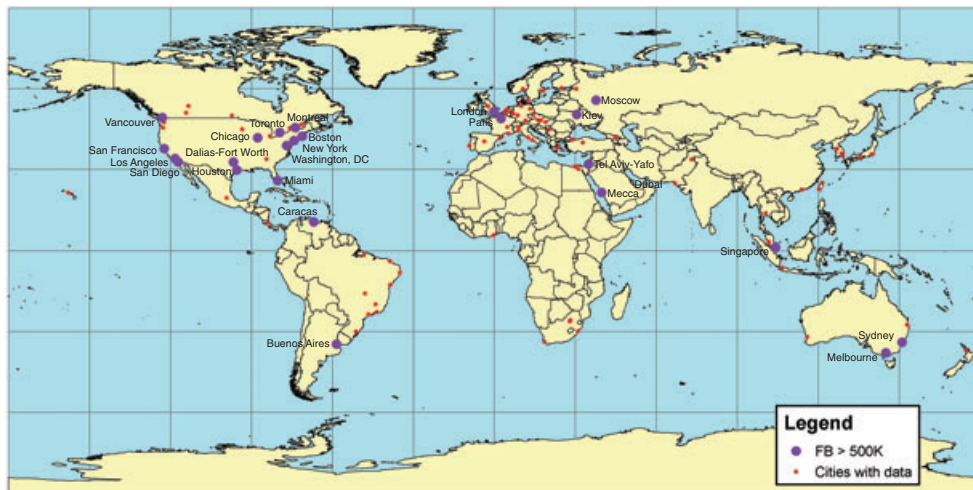 Moscow
London
Paris
Kiev
Vancouver
Toronto
Montreal
Chicago
Boston
New York
Washington, DC
San Francisco
Dalias-Fort Worth
Los Angeles
San Diego
Houston
Miami
Tel Aviv-Yafo
Dubai
Mecca
Caracas
Singaporo
Buenos Aires
Sydney
Melbourne
Legend
FB > 500K
Cities with data